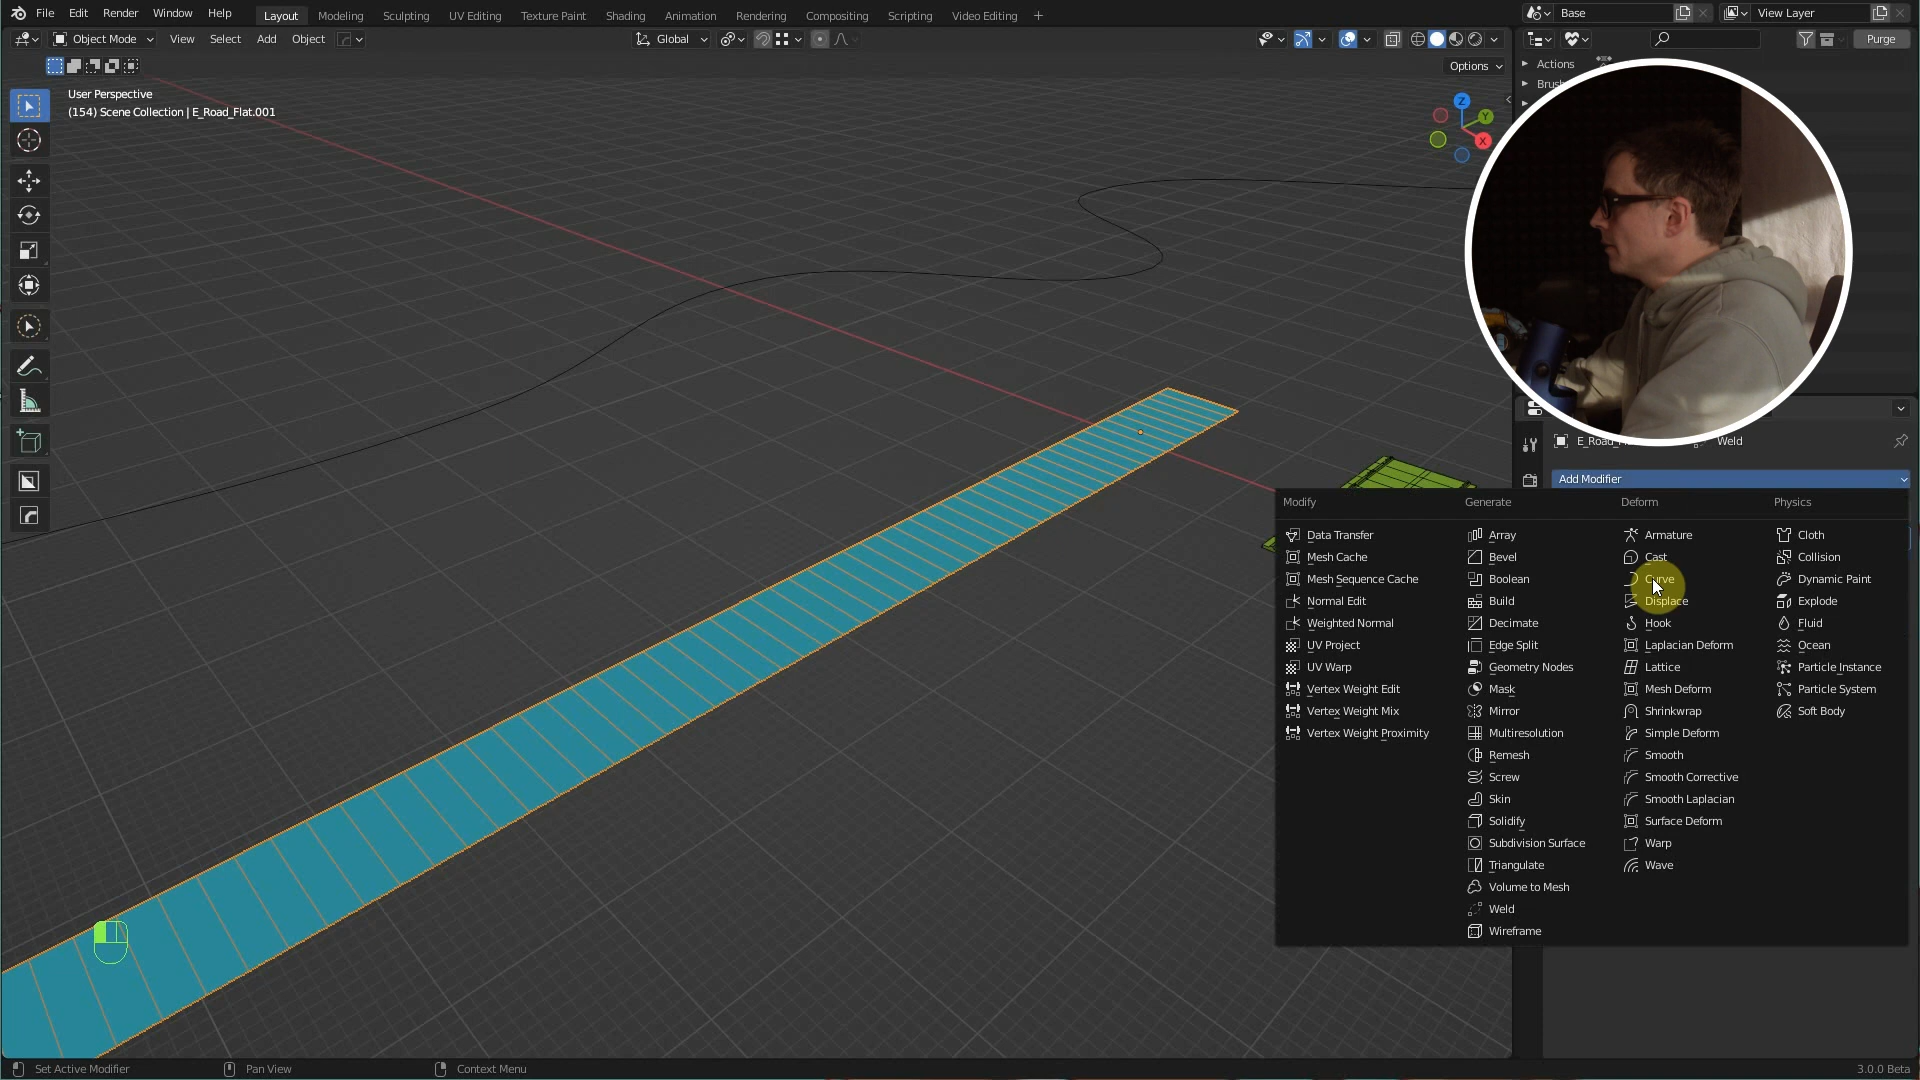 File Edit Render Window Help
Layout Modeling Sculpting UV Editing Texture Paint Shading Animation Rendering Compositing Scripting Video Editing +
Base
View Layer
Object Mode View Select Add Object
Global
Purge
Options
Actions
User Perspective
(154) Scene Collection | E_Road_Flat.001
Z
Y
X
Weld
Add Modifier
Modify Generate Deform Physics
Data Transfer Array Armature Cloth
Mesh Cache Bevel Cast Collision
Mesh Sequence Cache Boolean Curve Dynamic Paint
Normal Edit Build Displace Explode
Weighted Normal Decimate Hook Fluid
UV Project Edge Split Laplacian Deform Ocean
UV Warp Geometry Nodes Lattice Particle Instance
Vertex Weight Edit Mask Mesh Deform Particle System
Vertex Weight Mix Mirror Shrinkwrap Soft Body
Vertex Weight Proximity Multiresolution Simple Deform
Remesh Smooth
Screw Smooth Corrective
Skin Smooth Laplacian
Solidify Surface Deform
Subdivision Surface Warp
Triangulate Wave
Volume to Mesh
Weld
Wireframe
Set Active Modifier Pan View Context Menu 3.0.0 Beta